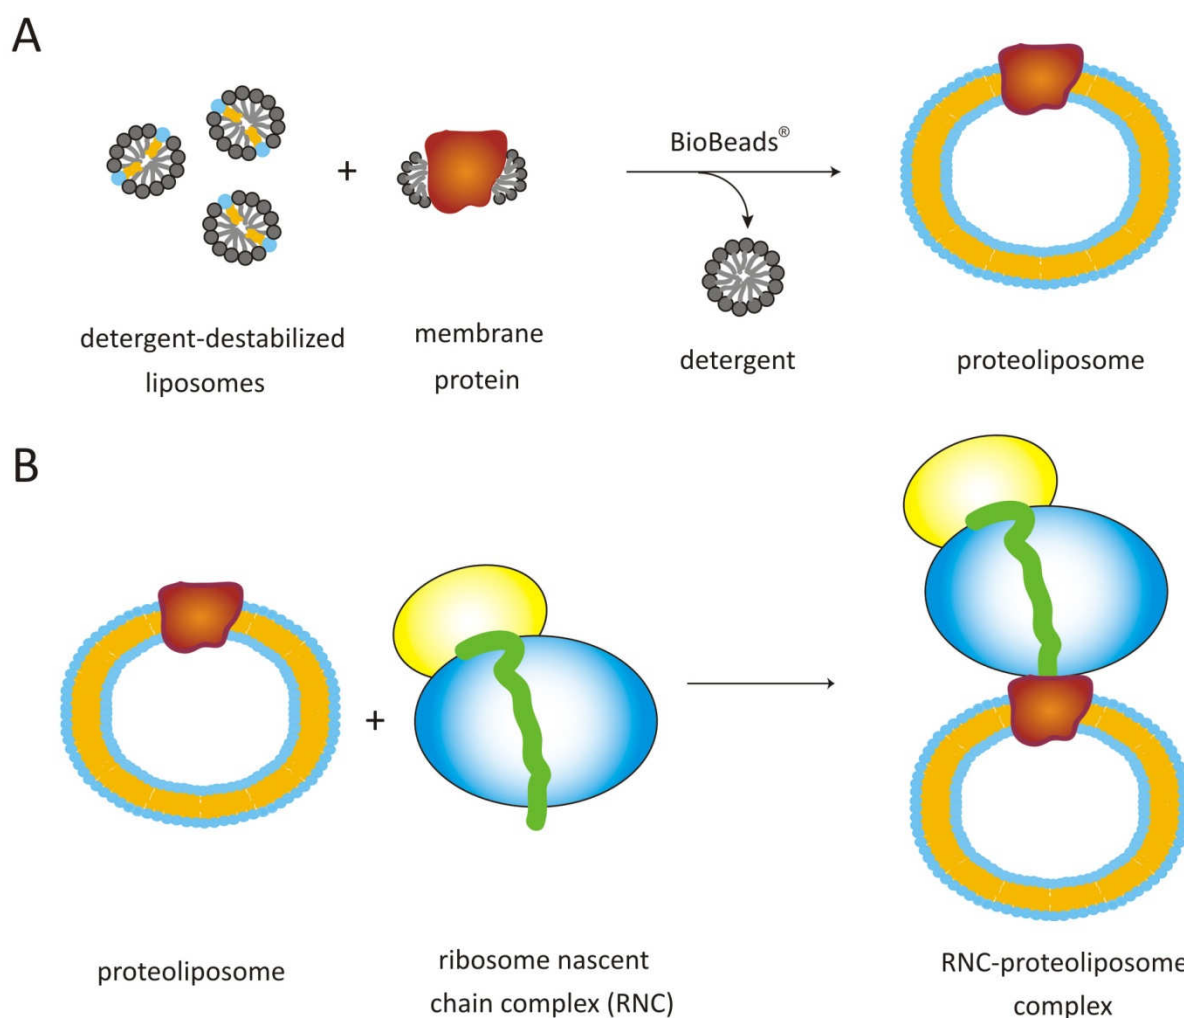 A
BioBeads®
+
detergent-destabilized
liposomes
membrane
protein
detergent
proteoliposome
B
+
proteoliposome
ribosome nascent
chain complex (RNC)
RNC-proteoliposome
complex